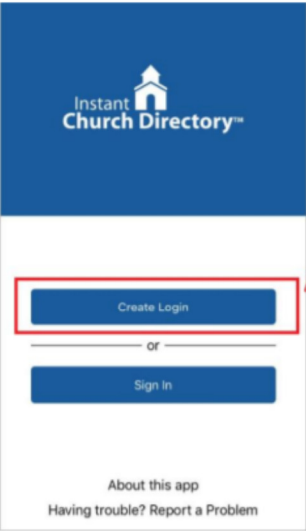 Instant
Church Directory™
Create Login
or
Sign In
About this app
Having trouble? Report a Problem